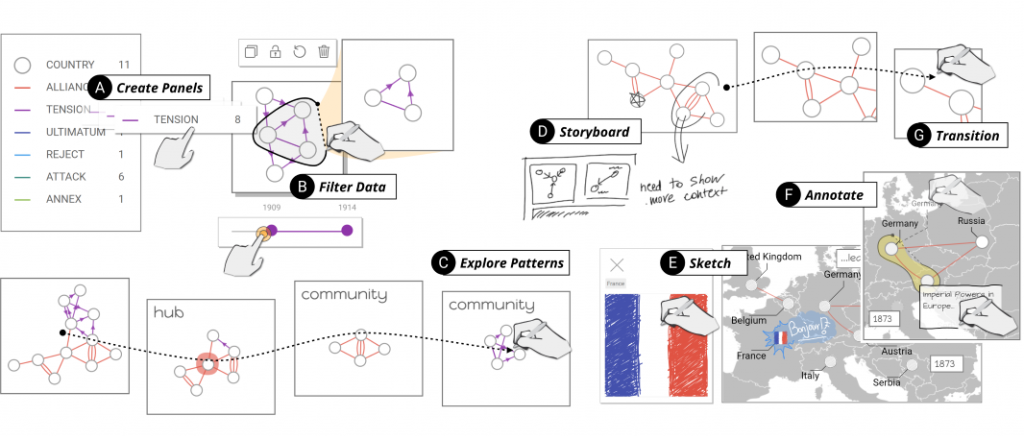 COUNTRY 11
ALLIANC
TENSION
ULTIMATUM
REJECT 1
ATTACK 6
ANNEX 1
A Create Panels
TENSION 8
B Filter Data
1909 1914
C Explore Patterns
hub
community
community
D Storyboard
need to show
more context
G Transition
F Annotate
Germany
Germany
Russia
Imperial Powers in
Europe.
1873
E Sketch
France
United Kingdom
...lec
Germany
Belgium
Bonjour!
France
Italy
Austria
Serbia
1873